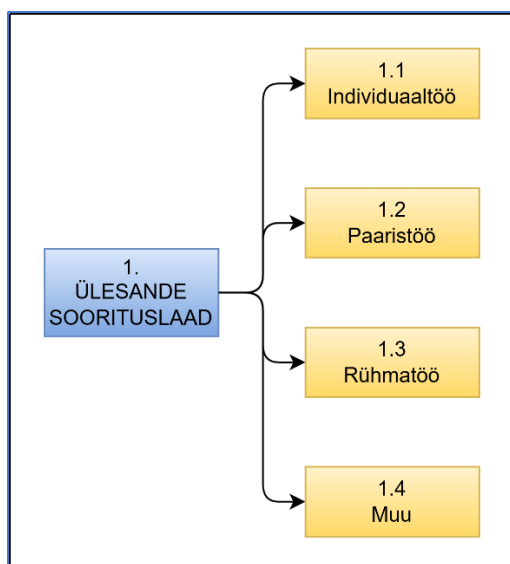 1.1
Individuaaltöö
1.2
Paaristöö
1.
ÜLESANDE
SOORITUSLAAD
1.3
Rühmatöö
1.4
Muu